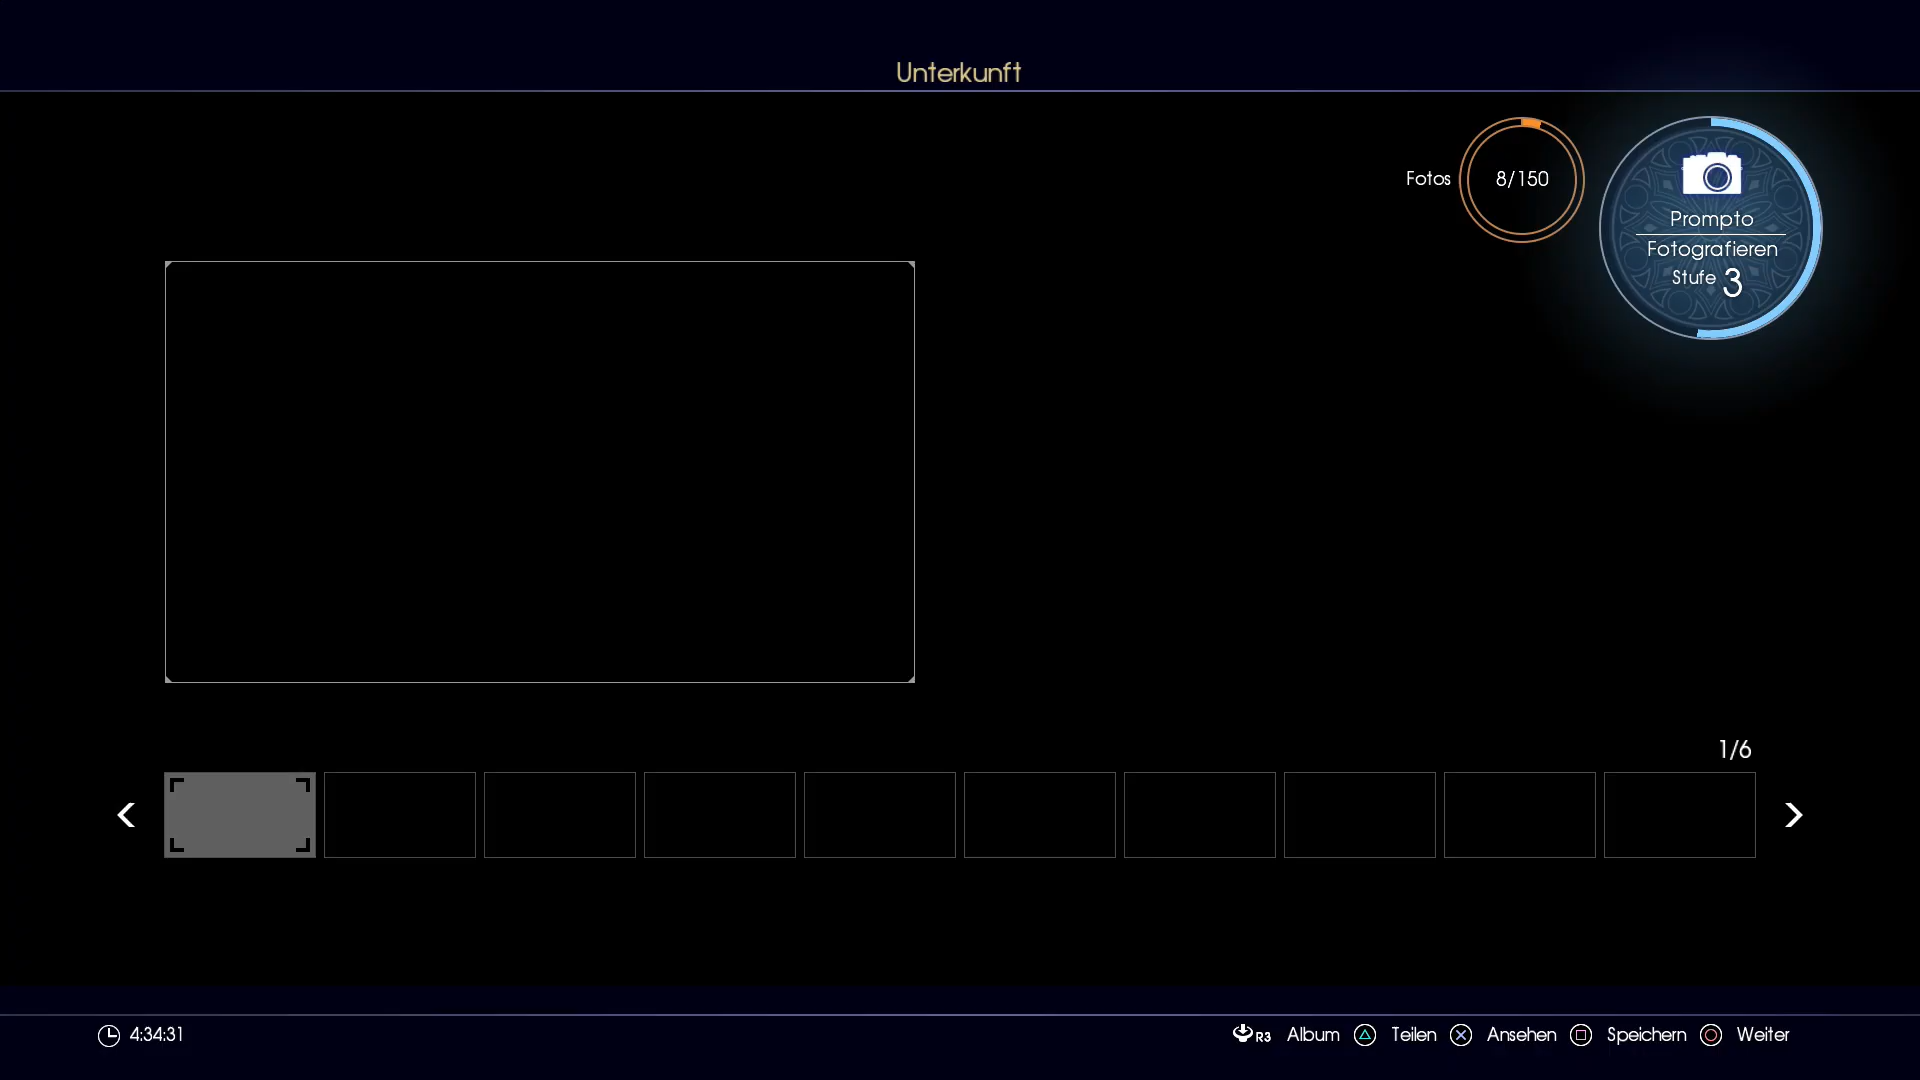 Unterkunft
Fotos 8/150
Prompto
Fotografieren
Stufe 3
1/6
4:34:31
R3 Album Teilen Ansehen Speichern Weiter